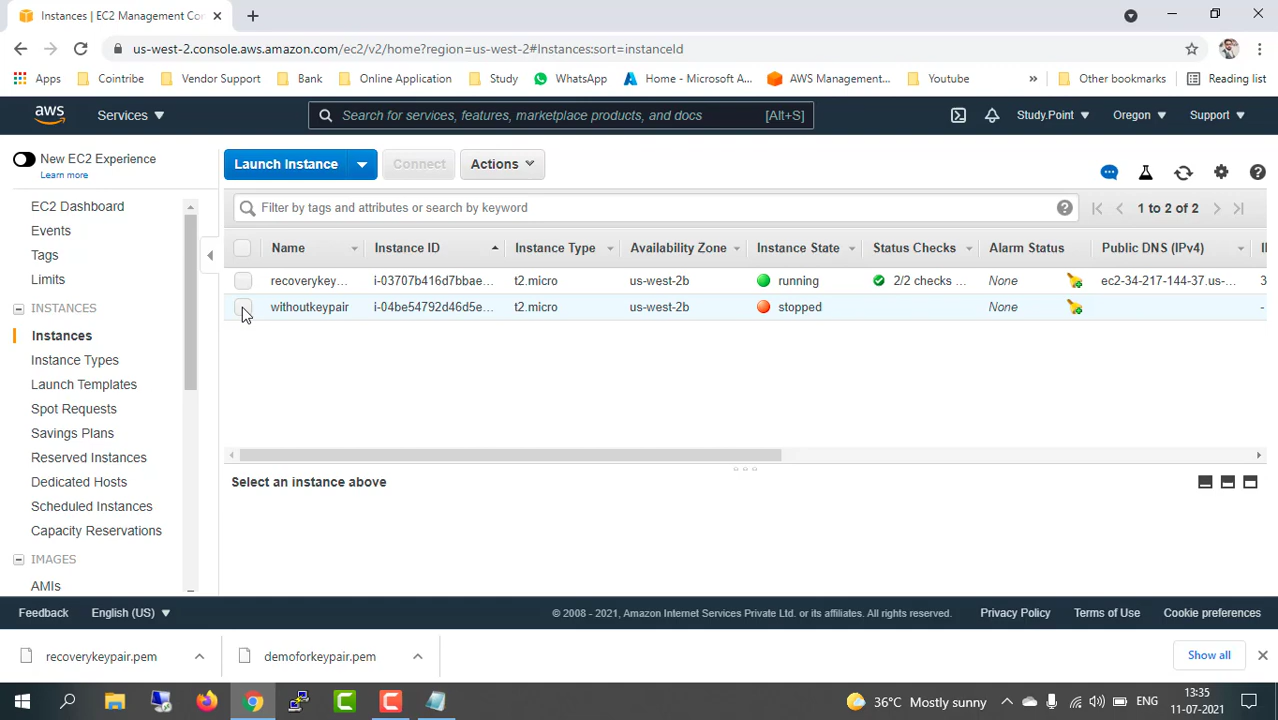 Instances | EC2 Management Con
us-west-2.console.aws.amazon.com/ec2/v2/home?region=us-west-2#Instances:sort=instanceId
Apps Cointribe Vendor Support Bank Online Application Study WhatsApp Home - Microsoft A... AWS Management... Youtube » Other bookmarks Reading list
aws Services Search for services, features, marketplace products, and docs [Alt+S] Study.Point Oregon Support
New EC2 Experience
Learn more
Launch Instance Connect Actions
EC2 Dashboard
Events
Tags
Limits
INSTANCES
Instances
Instance Types
Launch Templates
Spot Requests
Savings Plans
Reserved Instances
Dedicated Hosts
Scheduled Instances
Capacity Reservations
IMAGES
AMIs
Filter by tags and attributes or search by keyword 1 to 2 of 2
Name Instance ID Instance Type Availability Zone Instance State Status Checks Alarm Status Public DNS (IPv4)
recoverykey... i-03707b416d7bbae... t2.micro us-west-2b running 2/2 checks ... None ec2-34-217-144-37.us-... 3
withoutkeypair i-04be54792d46d5e... t2.micro us-west-2b stopped None -
Select an instance above
Feedback English (US) © 2008 - 2021, Amazon Internet Services Private Ltd. or its affiliates. All rights reserved. Privacy Policy Terms of Use Cookie preferences
recoverykeypair.pem demoforkeypair.pem Show all
36°C Mostly sunny ENG 13:35
11-07-2021